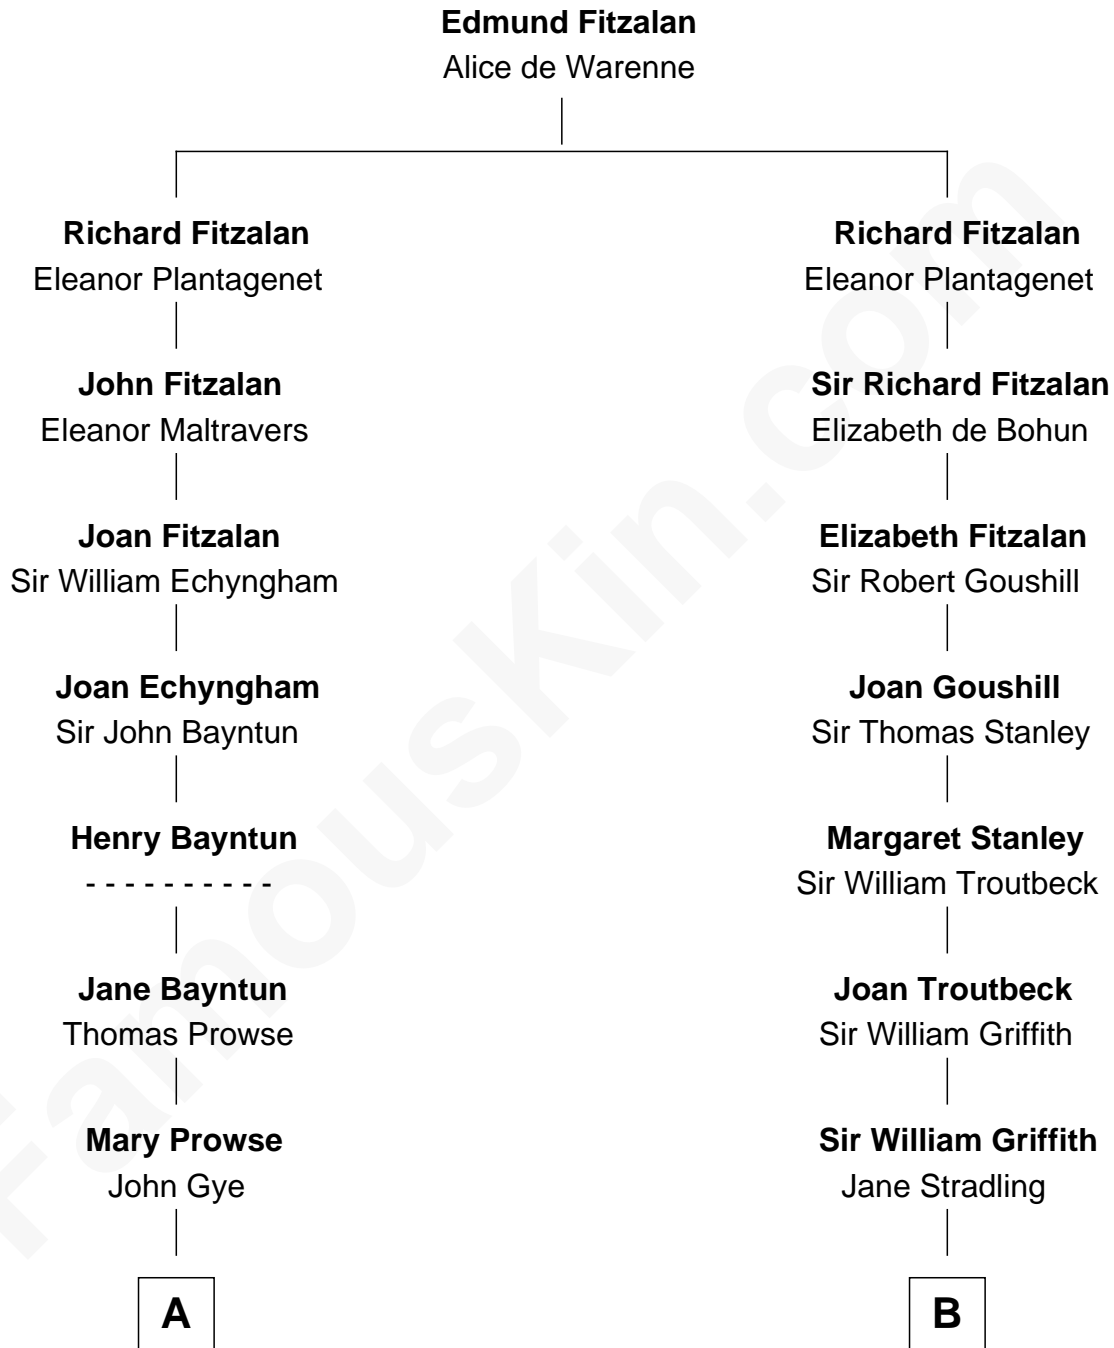 Edmund Fitzalan
Alice de Warenne
Richard Fitzalan
Eleanor Plantagenet
Richard Fitzalan
Eleanor Plantagenet
John Fitzalan
Eleanor Maltravers
Sir Richard Fitzalan
Elizabeth de Bohun
Joan Fitzalan
Sir William Echyngham
Elizabeth Fitzalan
Sir Robert Goushill
Joan Echyngham
Sir John Bayntun
Joan Goushill
Sir Thomas Stanley
Henry Bayntun
- - - - - - - - - -
Margaret Stanley
Sir William Troutbeck
Jane Bayntun
Thomas Prowse
Joan Troutbeck
Sir William Griffith
Mary Prowse
John Gye
Sir William Griffith
Jane Stradling
A
B
FamousKin.com